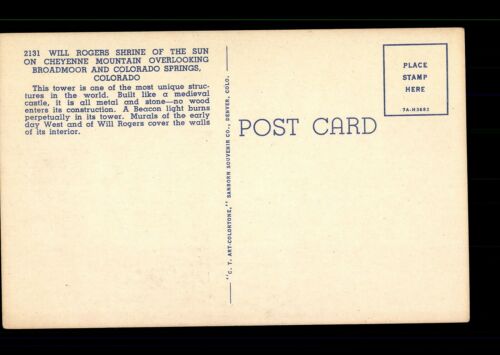 2131 WILL ROGERS SHRINE OF THE SUN
ON CHEYENNE MOUNTAIN OVERLOOKING
BROADMOOR AND COLORADO SPRINGS,
COLORADO
This tower is one of the most unique struc-
tures in the world. Built like a medieval
castle, it is all metal and stone—no wood
enters its construction. A Beacon light burns
perpetually in its tower. Murals of the early
day West and of Will Rogers cover the walls
of its interior.
"C. T. ART-COLORTONE," SANBORN SOUVENIR CO., DENVER, COLO.
POST CARD
PLACE
STAMP
HERE
7A-H3682